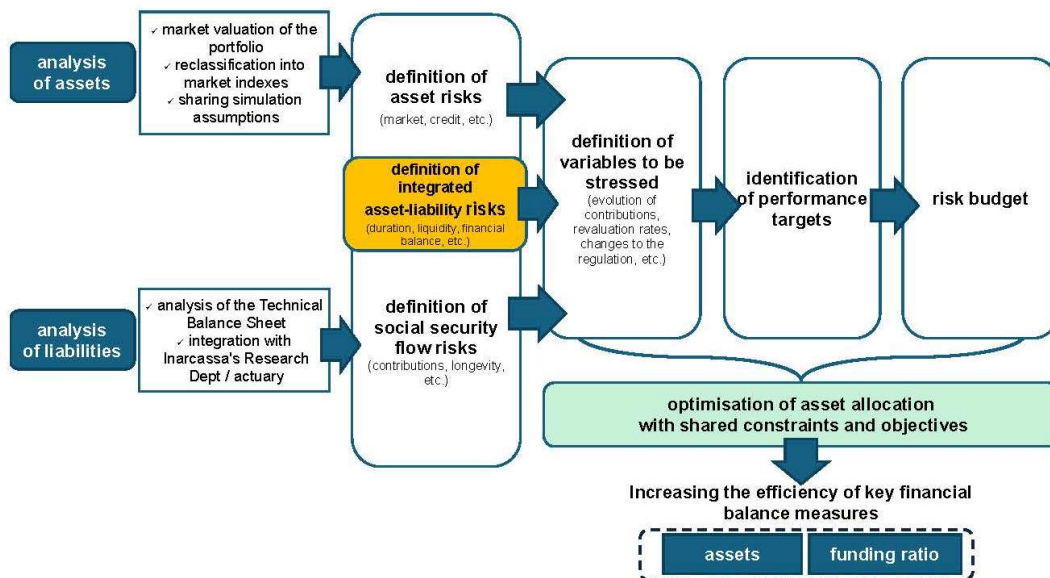 analysis
of assets
✓ market valuation of the
portfolio
✓ reclassification into
market indexes
✓ sharing simulation
assumptions
definition of
asset risks
(market, credit, etc.)
definition of
integrated
asset-liability risks
(duration, liquidity, financial
balance, etc.)
analysis
of liabilities
✓ analysis of the Technical
Balance Sheet
✓ integration with
Inarcassa's Research
Dept / actuary
definition of
social security
flow risks
(contributions, longevity,
etc.)
definition of
variables to be
stressed
(evolution of
contributions,
revaluation rates,
changes to the
regulation, etc.)
identification
of performance
targets
risk budget
optimisation of asset allocation
with shared constraints and objectives
Increasing the efficiency of key financial
balance measures
assets
funding ratio